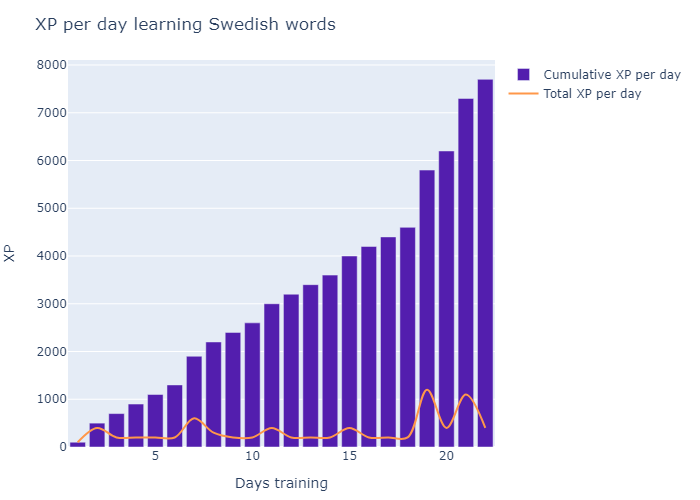 XP per day learning Swedish words
8000
7000
6000
5000
4000
3000
2000
1000
0
XP
5
10
15
20
Days training
Cumulative XP per day
Total XP per day